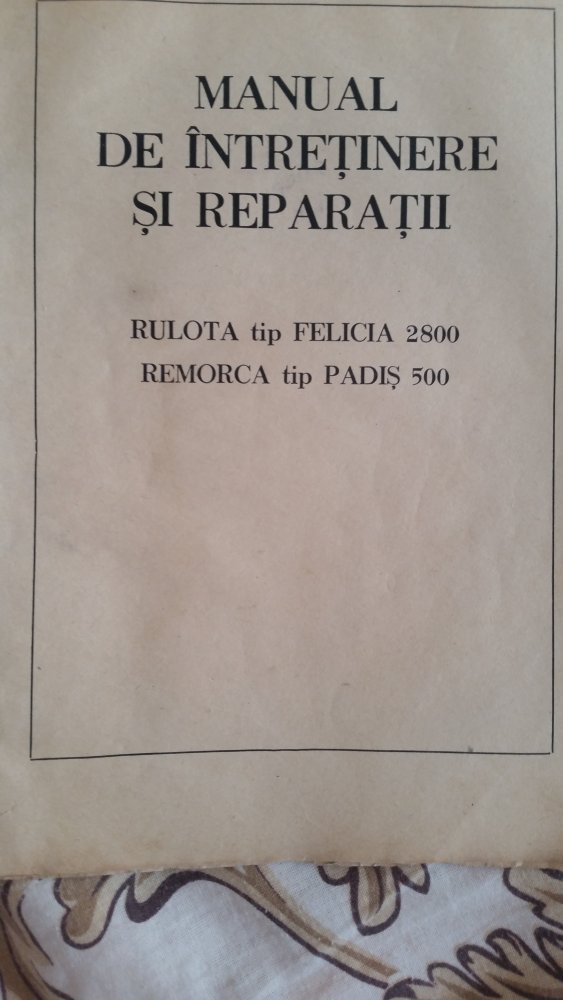 MANUAL
DE ÎNTREȚINERE
ȘI REPARAȚII
RULOTA tip FELICIA 2800
REMORCA tip PADIȘ 500